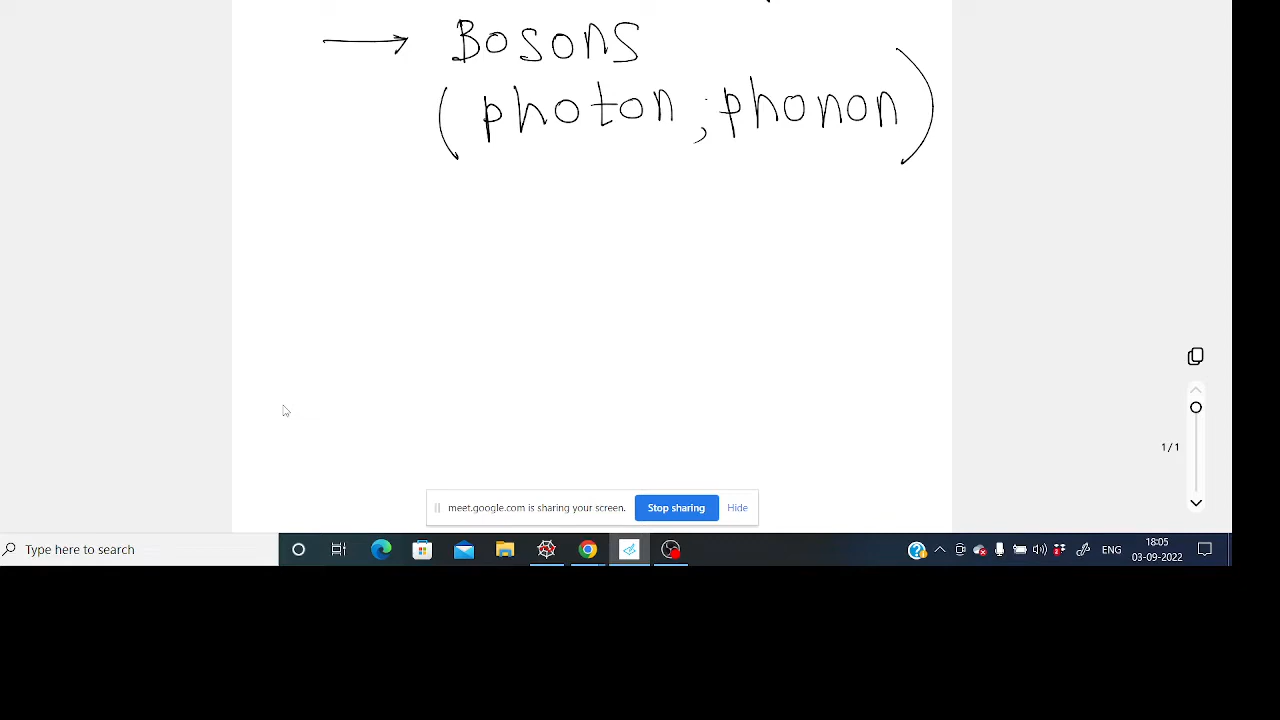 → Bosons
(photon ; phonon)
1/1
meet.google.com is sharing your screen. Stop sharing Hide
Type here to search
ENG
18:05
03-09-2022